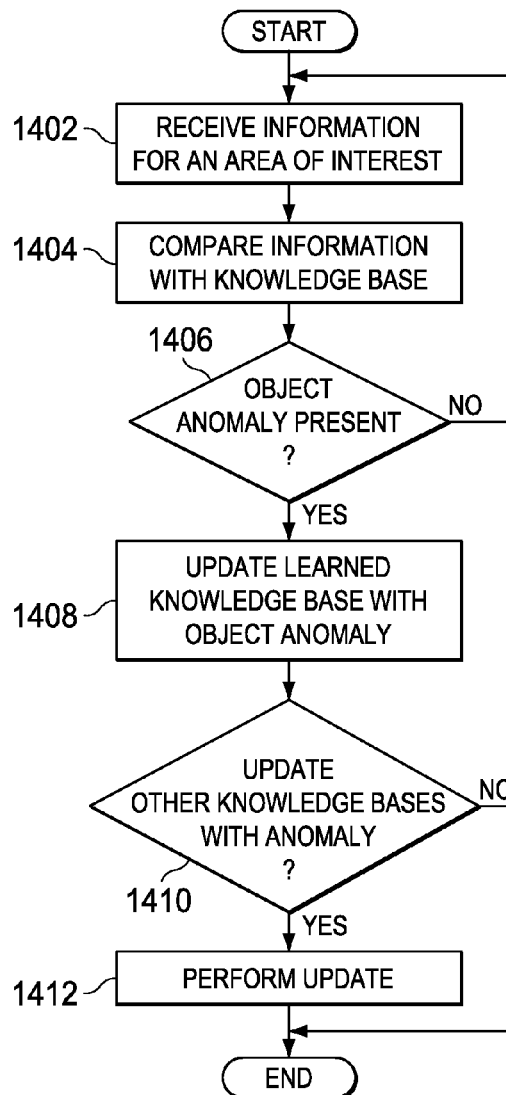 START
1402
RECEIVE INFORMATION
FOR AN AREA OF INTEREST
1404
COMPARE INFORMATION
WITH KNOWLEDGE BASE
1406
OBJECT
ANOMALY PRESENT
?
NO
YES
1408
UPDATE LEARNED
KNOWLEDGE BASE WITH
OBJECT ANOMALY
UPDATE
OTHER KNOWLEDGE BASES
WITH ANOMALY
?
NO
1410
YES
1412
PERFORM UPDATE
END